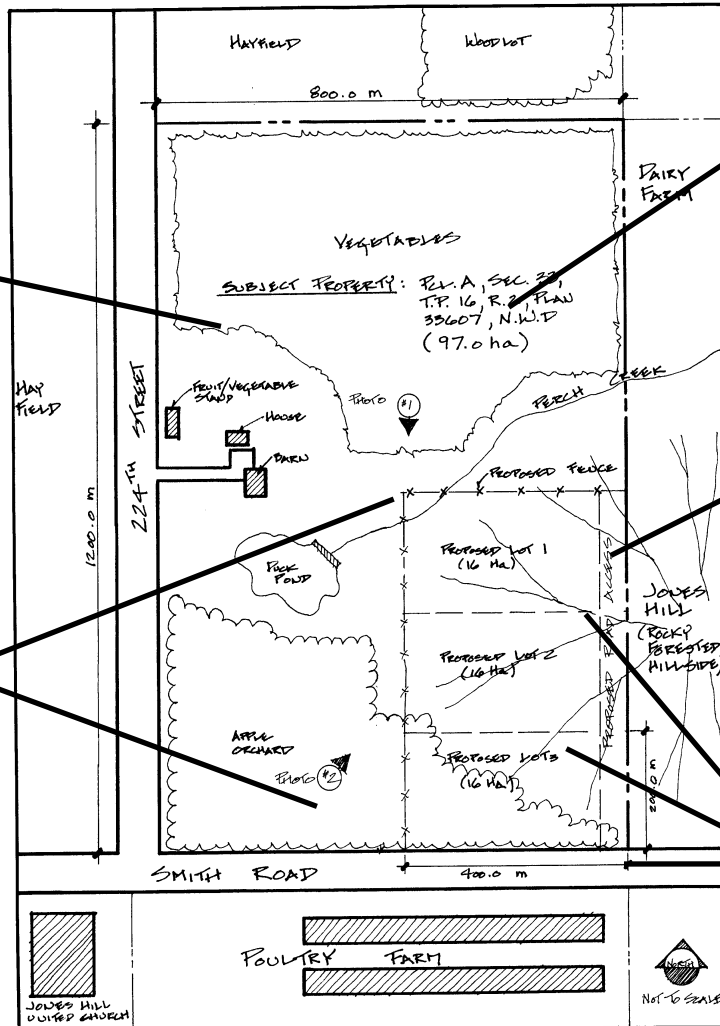 HAYFIELD
WOODLOT
800.0 m
DAIRY
FARM
VEGETABLES
SUBJECT PROPERTY: PCL. A, SEC. 33,
T.P. 16, R. 2, PLAN
33607, N.W.D
(97.0 ha)
HAY
FIELD
224TH STREET
1200.0 m
FRUIT/VEGETABLE
STAND
HOUSE
BARN
PHOTO #1
PERCH CREEK
PROPOSED FENCE
DUCK
POND
PROPOSED LOT 1
(16 Ha)
PROPOSED LOT 2
(16 Ha)
PROPOSED LOT 3
(16 Ha)
PROPOSED ROAD ACCESS
JONES
HILL
(ROCKY
FORESTED
HILLSIDE)
APPLE
ORCHARD
PHOTO #2
200.0 m
400.0 m
SMITH ROAD
POULTRY FARM
JONES HILL
UNITED CHURCH
NORTH
NOT TO SCALE